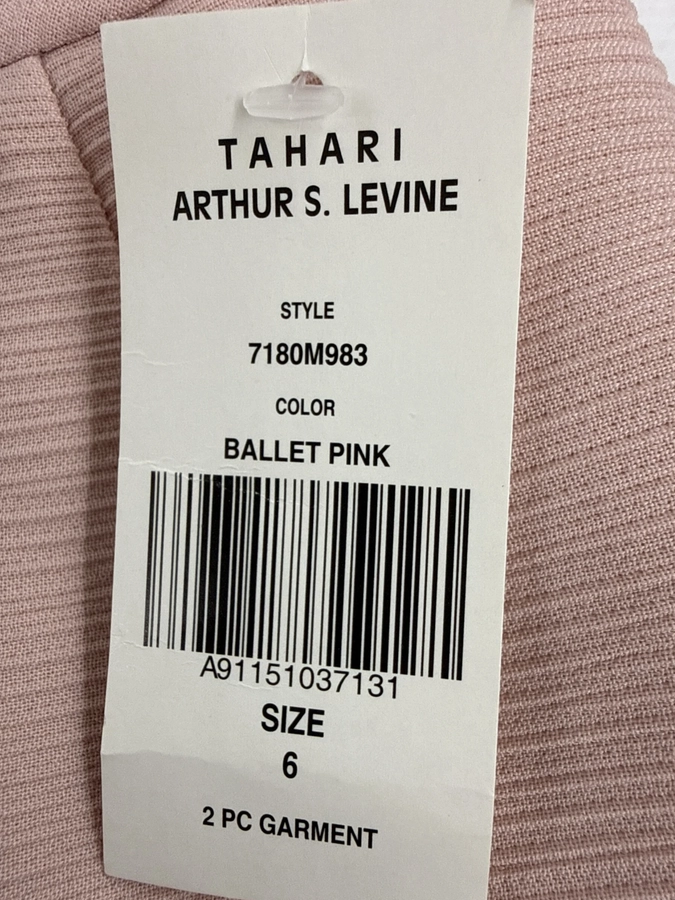 TAHARI
ARTHUR S. LEVINE
STYLE
7180M983
COLOR
BALLET PINK
A91151037131
SIZE
6
2 PC GARMENT